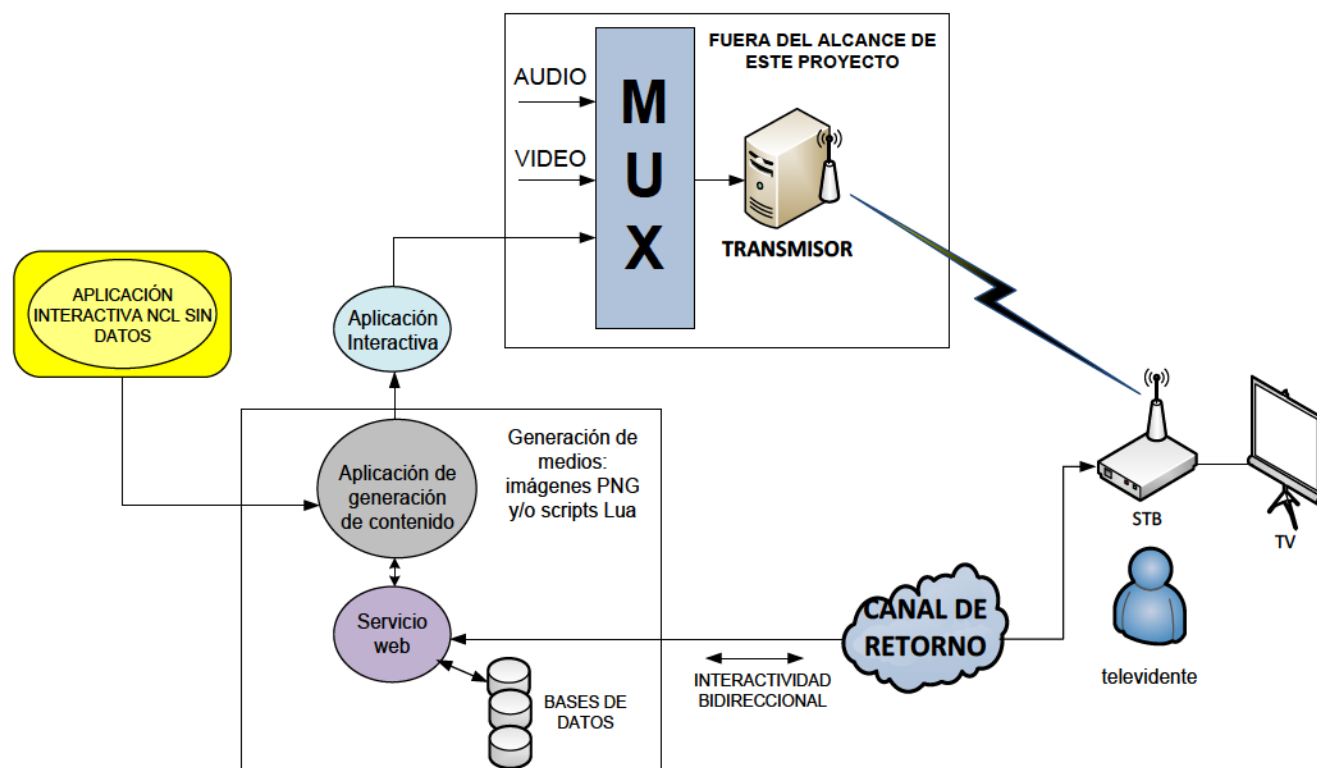 FUERA DEL ALCANCE DE
ESTE PROYECTO
AUDIO
VIDEO
M
U
X
TRANSMISOR
APLICACIÓN
INTERACTIVA NCL SIN
DATOS
Aplicación
Interactiva
Aplicación de
generación
de contenido
Generación de
medios:
imágenes PNG
y/o scripts Lua
Servicio
web
BASES DE
DATOS
INTERACTIVIDAD
BIDIRECCIONAL
CANAL DE
RETORNO
STB
TV
televidente